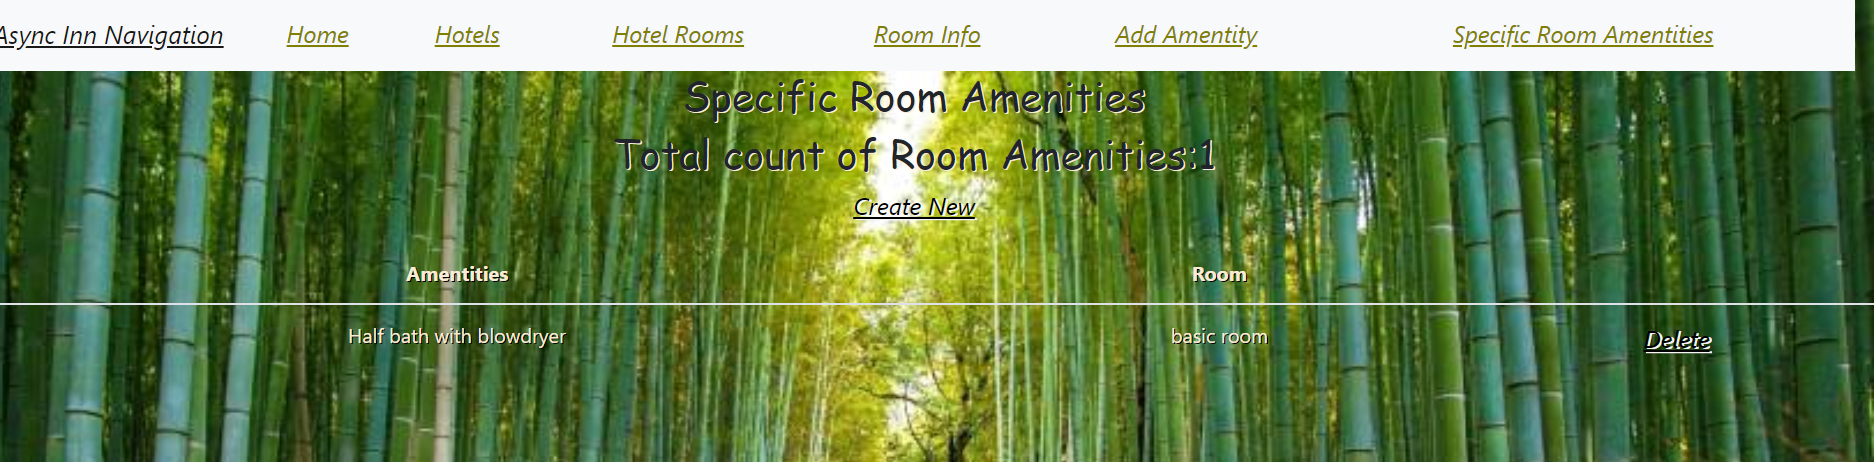 Async Inn Navigation Home Hotels Hotel Rooms Room Info Add Amentity Specific Room Amentities
Specific Room Amenities
Total count of Room Amenities:1
Create New
Amentities Room
Half bath with blowdryer basic room Delete